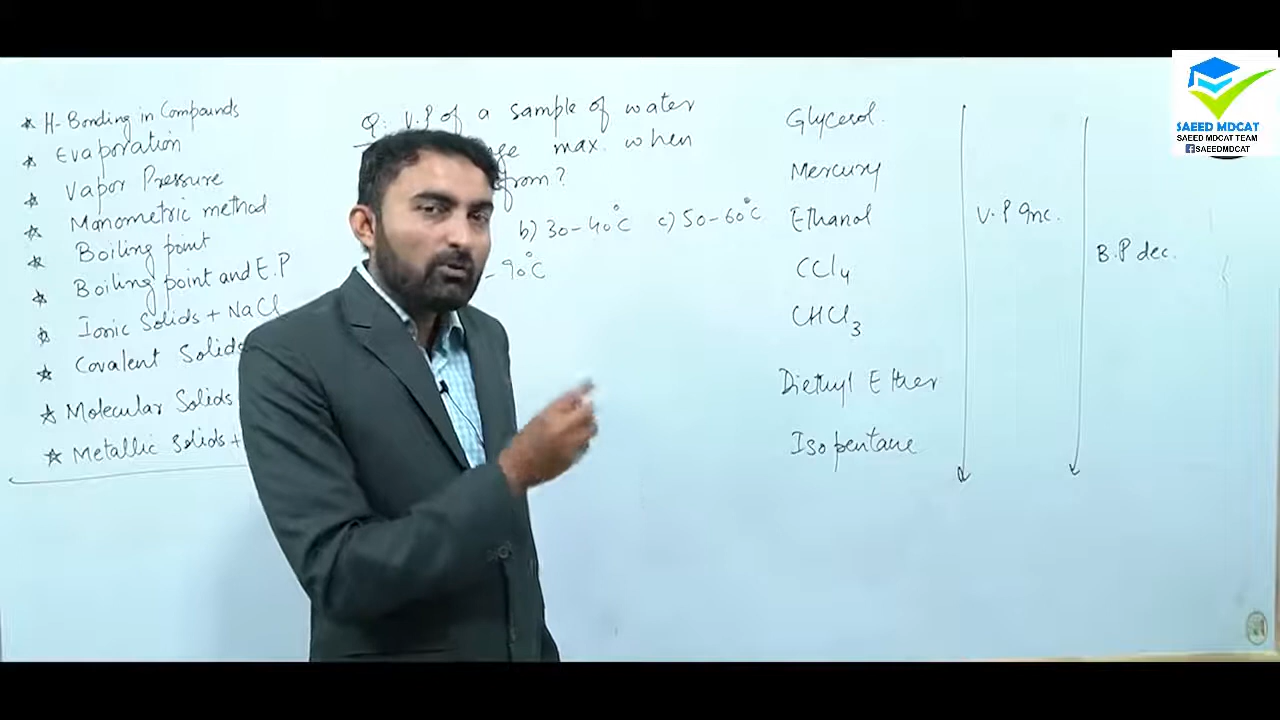 ★ H-Bonding in Compounds
★ Evaporation
★ Vapor Pressure
★ Manometric method
★ Boiling point
★ Boiling point and E.P
★ Ionic Solids + NaCl
★ Covalent Solids
★ Molecular Solids
★ Metallic Solids +
Q: V.P of a sample of water
max. when
from?
b) 30-40°C c) 50-60°C
- 90°C
Glycerol.
Mercury
Ethanol
CCl4
CHCl3
Diethyl Ether
Isopentane
V.P Inc.
B.P dec.
SAEED MDCAT
SAEED MDCAT TEAM
SAEEDMDCAT